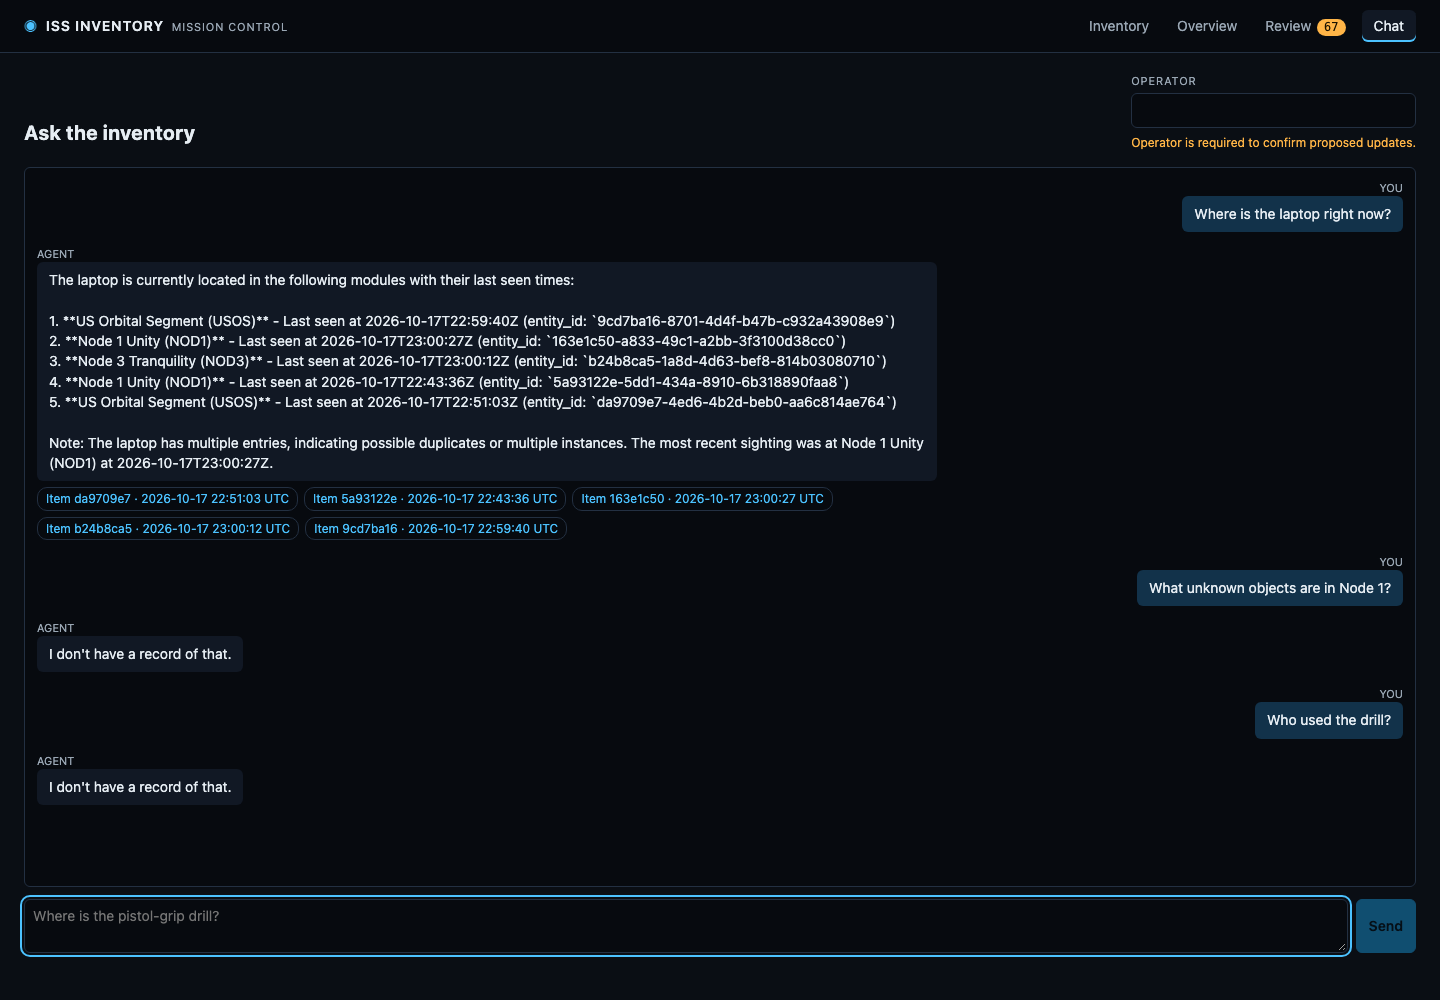 ISS INVENTORY MISSION CONTROL
Inventory
Overview
Review 67
Chat
OPERATOR
Ask the inventory
Operator is required to confirm proposed updates.
YOU
Where is the laptop right now?
AGENT
The laptop is currently located in the following modules with their last seen times:
1. **US Orbital Segment (USOS)** - Last seen at 2026-10-17T22:59:40Z (entity_id: `9cd7ba16-8701-4d4f-b47b-c932a43908e9`)
2. **Node 1 Unity (NOD1)** - Last seen at 2026-10-17T23:00:27Z (entity_id: `163e1c50-a833-49c1-a2bb-3f3100d38cc0`)
3. **Node 3 Tranquility (NOD3)** - Last seen at 2026-10-17T23:00:12Z (entity_id: `b24b8ca5-1a8d-4d63-bef8-814b03080710`)
4. **Node 1 Unity (NOD1)** - Last seen at 2026-10-17T22:43:36Z (entity_id: `5a93122e-5dd1-434a-8910-6b318890faa8`)
5. **US Orbital Segment (USOS)** - Last seen at 2026-10-17T22:51:03Z (entity_id: `da9709e7-4ed6-4b2d-beb0-aa6c814ae764`)
Note: The laptop has multiple entries, indicating possible duplicates or multiple instances. The most recent sighting was at Node 1 Unity
(NOD1) at 2026-10-17T23:00:27Z.
Item da9709e7 · 2026-10-17 22:51:03 UTC
Item 5a93122e · 2026-10-17 22:43:36 UTC
Item 163e1c50 · 2026-10-17 23:00:27 UTC
Item b24b8ca5 · 2026-10-17 23:00:12 UTC
Item 9cd7ba16 · 2026-10-17 22:59:40 UTC
YOU
What unknown objects are in Node 1?
AGENT
I don't have a record of that.
YOU
Who used the drill?
AGENT
I don't have a record of that.
Where is the pistol-grip drill?
Send